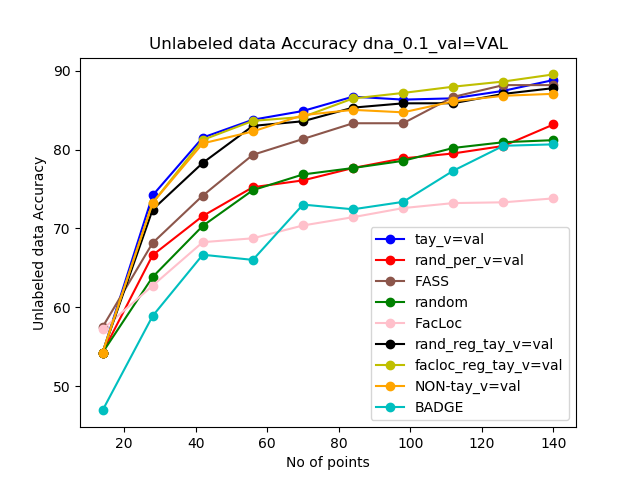 Unlabeled data Accuracy dna_0.1_val=VAL
90
80
70
60
50
Unlabeled data Accuracy
20 40 60 80 100 120 140
No of points
tay_v=val
rand_per_v=val
FASS
random
FacLoc
rand_reg_tay_v=val
facloc_reg_tay_v=val
NON-tay_v=val
BADGE